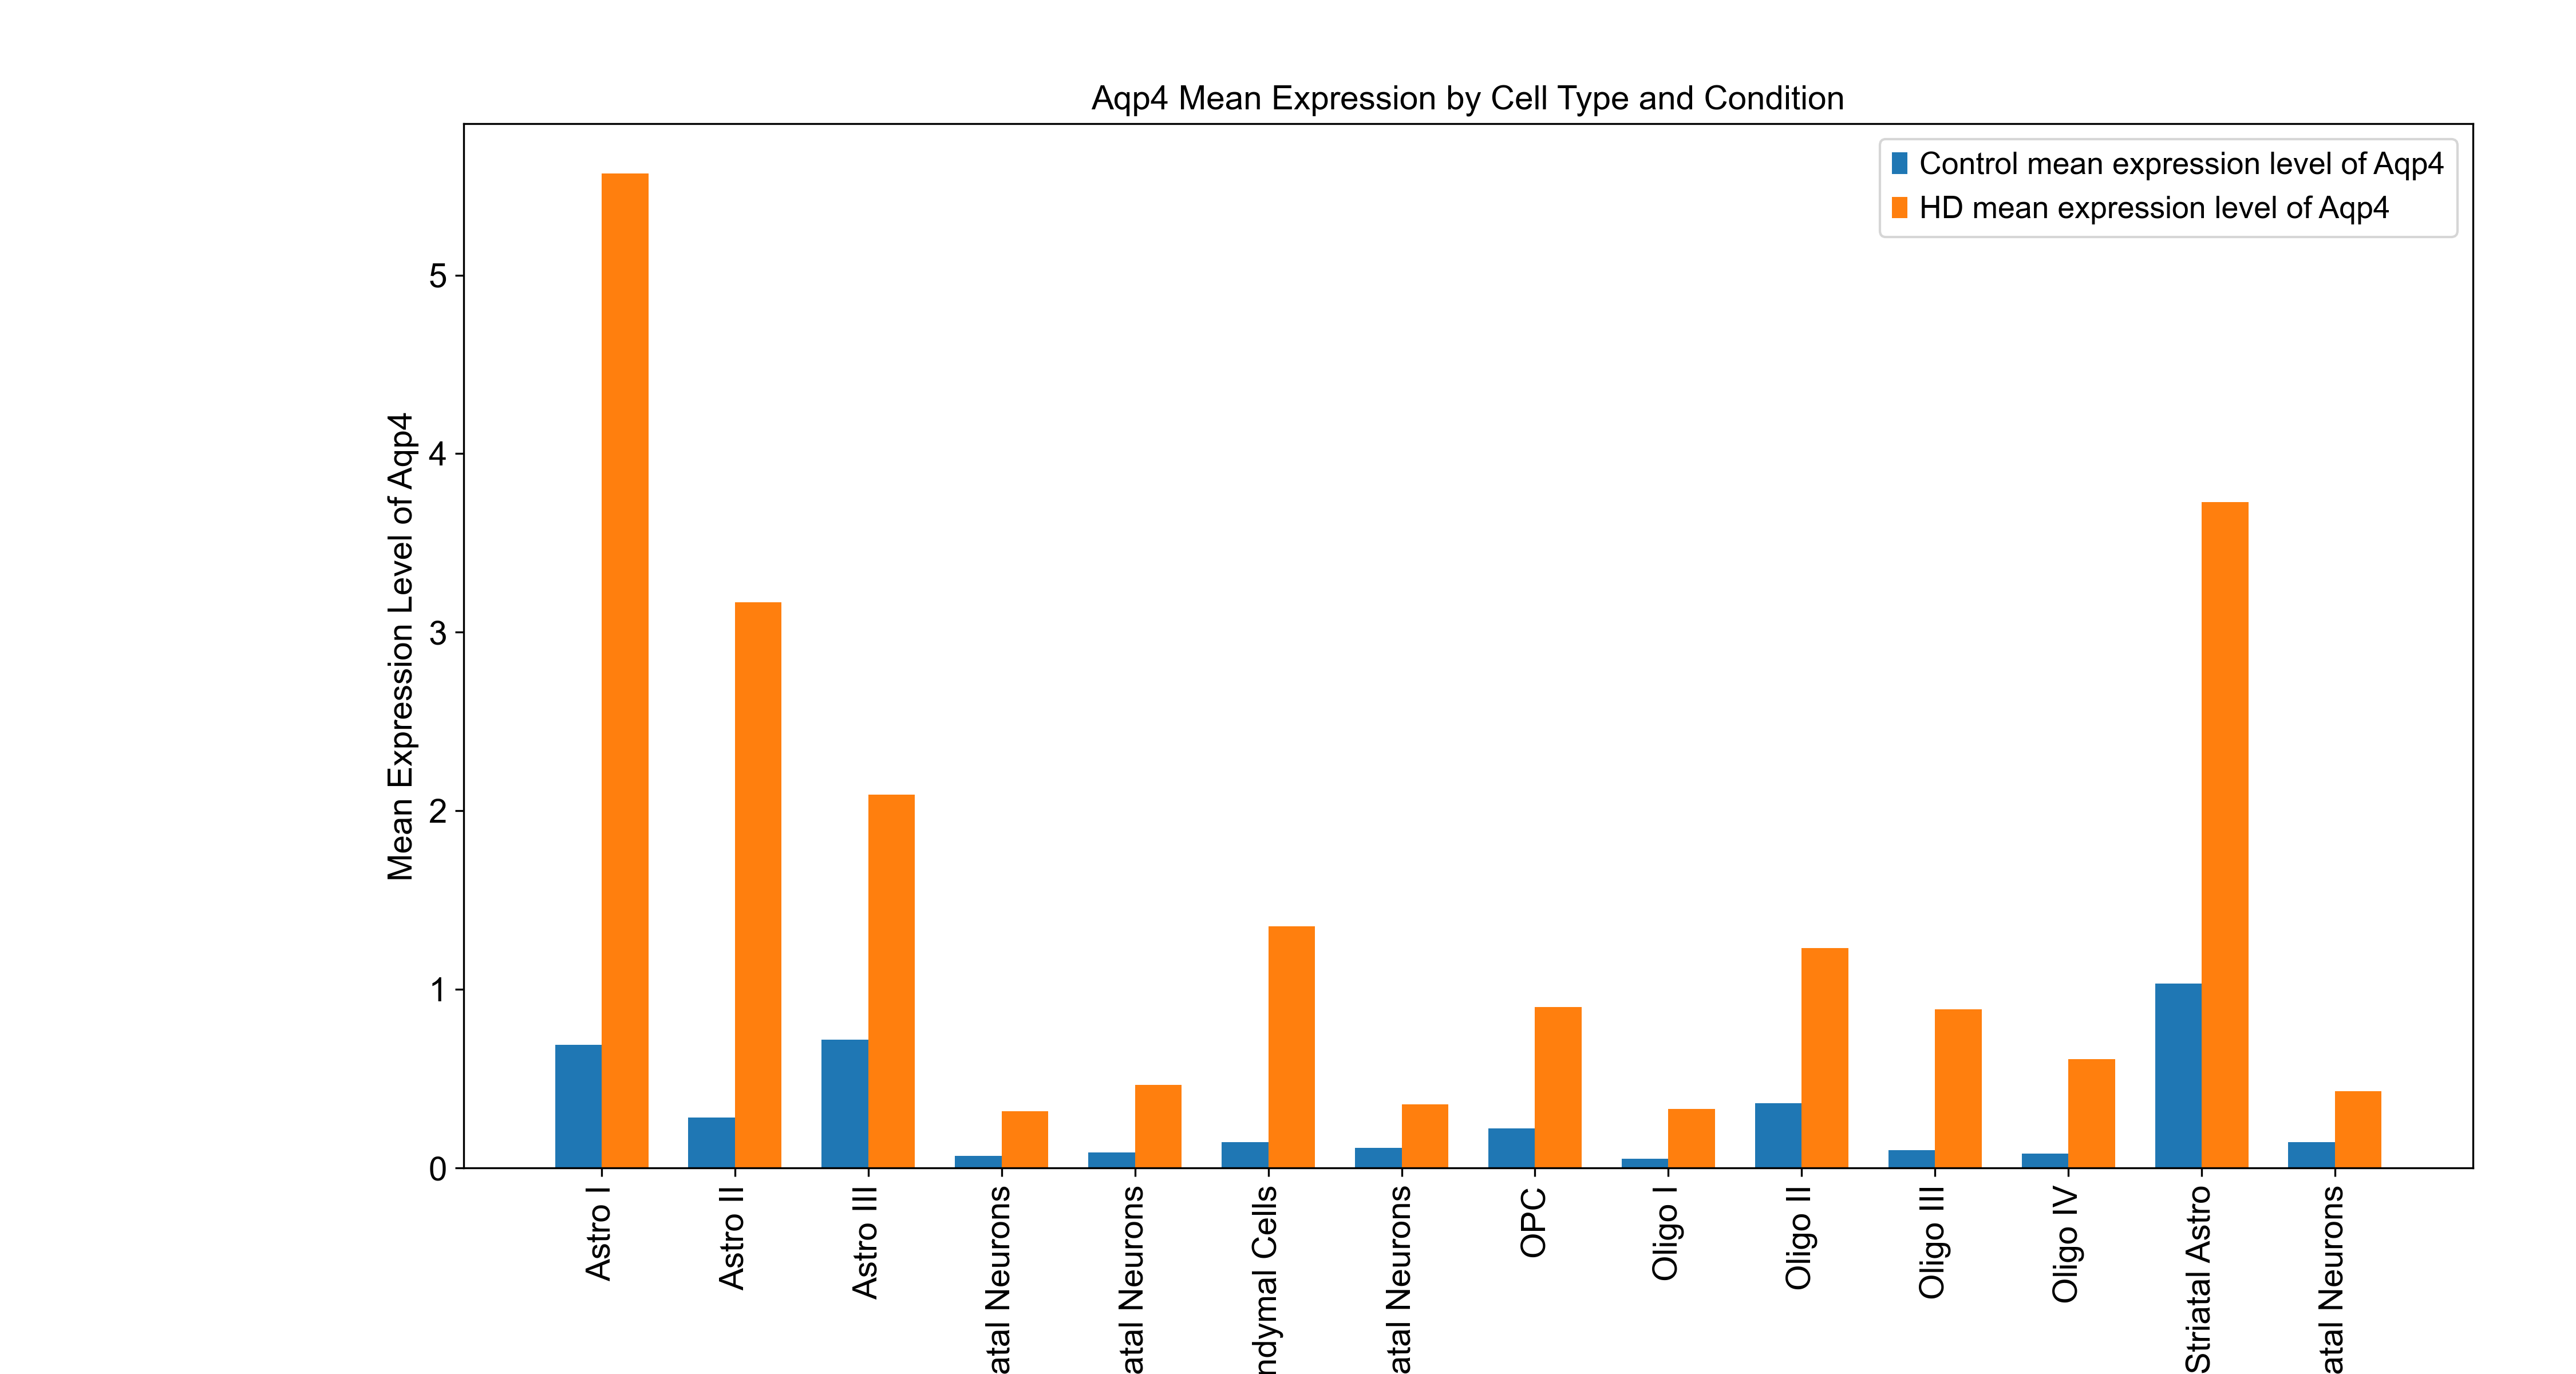 Aqp4 Mean Expression by Cell Type and Condition
Control mean expression level of Aqp4
HD mean expression level of Aqp4
Mean Expression Level of Aqp4
5
4
3
2
1
0
Astro I
Astro II
Astro III
atal Neurons
atal Neurons
ndymal Cells
atal Neurons
OPC
Oligo I
Oligo II
Oligo III
Oligo IV
Striatal Astro
atal Neurons